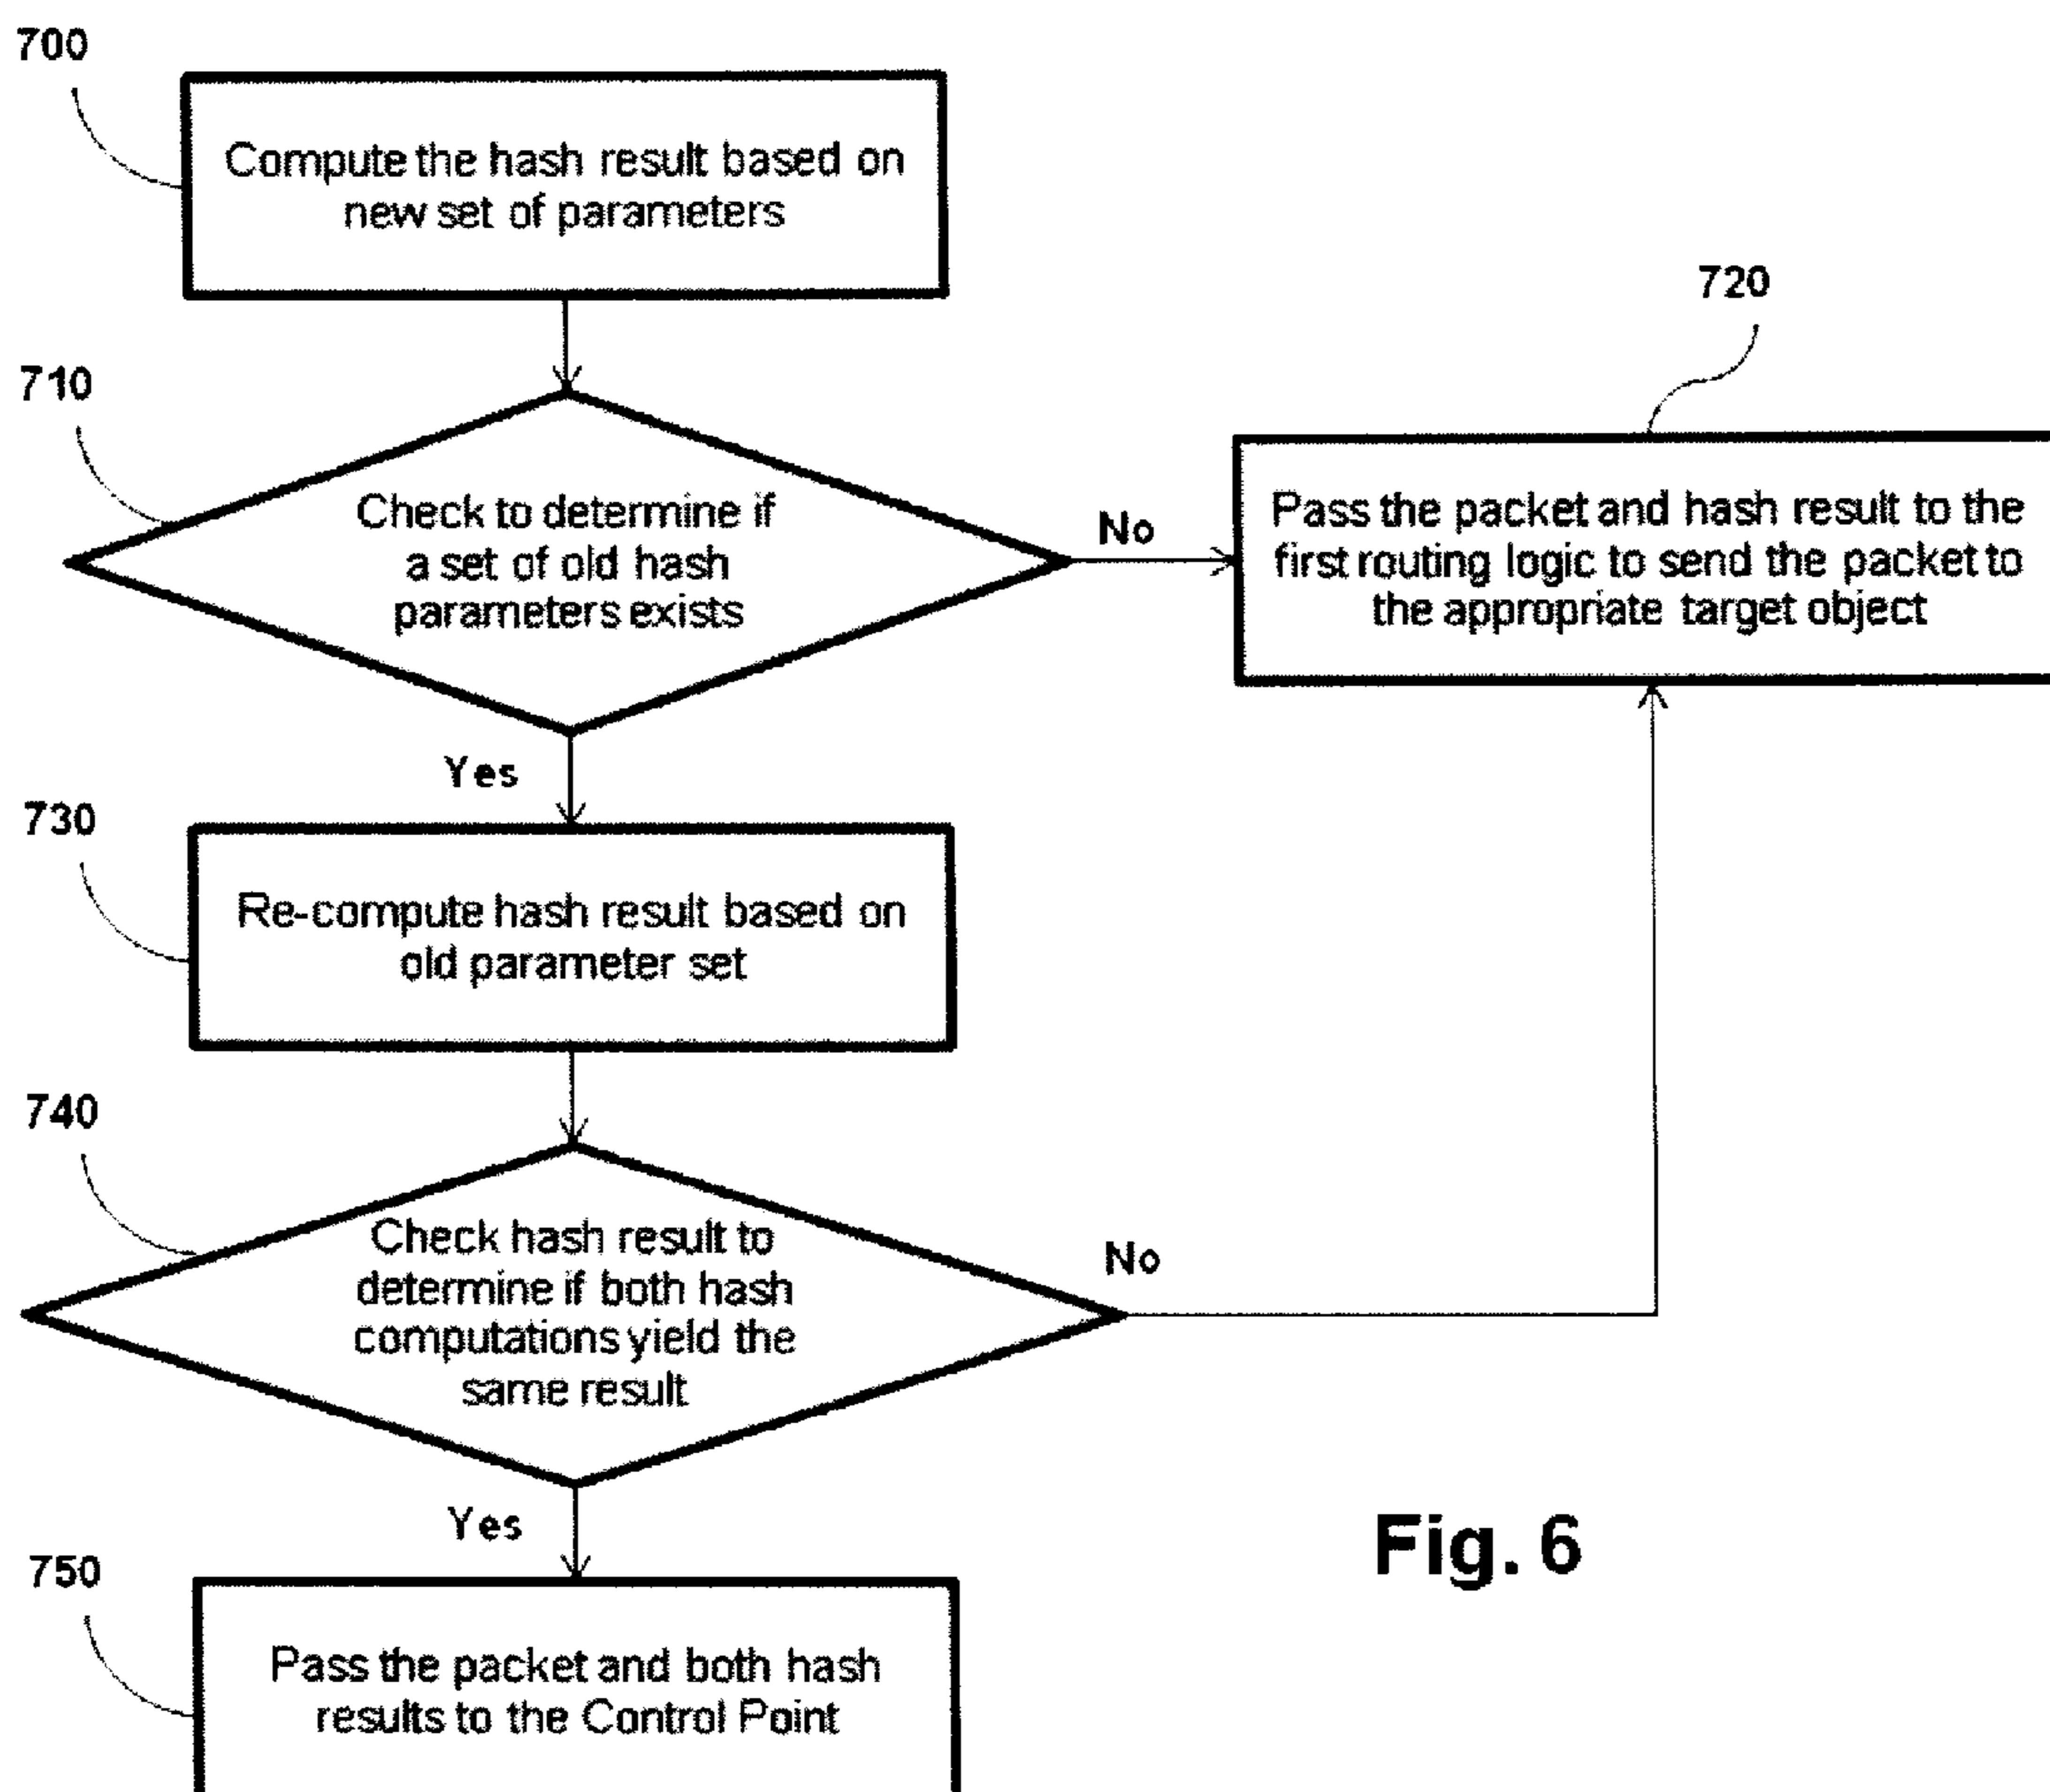 700
Compute the hash result based on
new set of parameters
710
Check to determine if
a set of old hash
parameters exists
No
720
Pass the packet and hash result to the
first routing logic to send the packet to
the appropriate target object
Yes
730
Re-compute hash result based on
old parameter set
740
Check hash result to
determine if both hash
computations yield the
same result
No
Yes
750
Pass the packet and both hash
results to the Control Point
Fig. 6